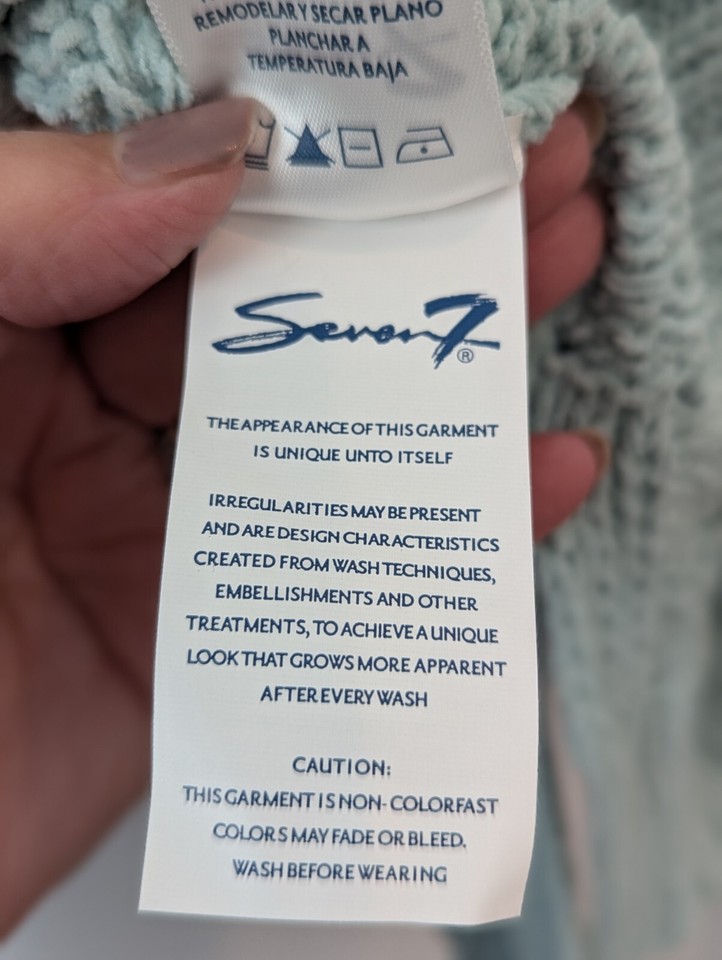 REMODELAR Y SECAR PLANO
PLANCHAR A
TEMPERATURA BAJA
Seven7®
THE APPEARANCE OF THIS GARMENT
IS UNIQUE UNTO ITSELF
IRREGULARITIES MAY BE PRESENT
AND ARE DESIGN CHARACTERISTICS
CREATED FROM WASH TECHNIQUES,
EMBELLISHMENTS AND OTHER
TREATMENTS, TO ACHIEVE A UNIQUE
LOOK THAT GROWS MORE APPARENT
AFTER EVERY WASH
CAUTION:
THIS GARMENT IS NON-COLORFAST
COLORS MAY FADE OR BLEED.
WASH BEFORE WEARING